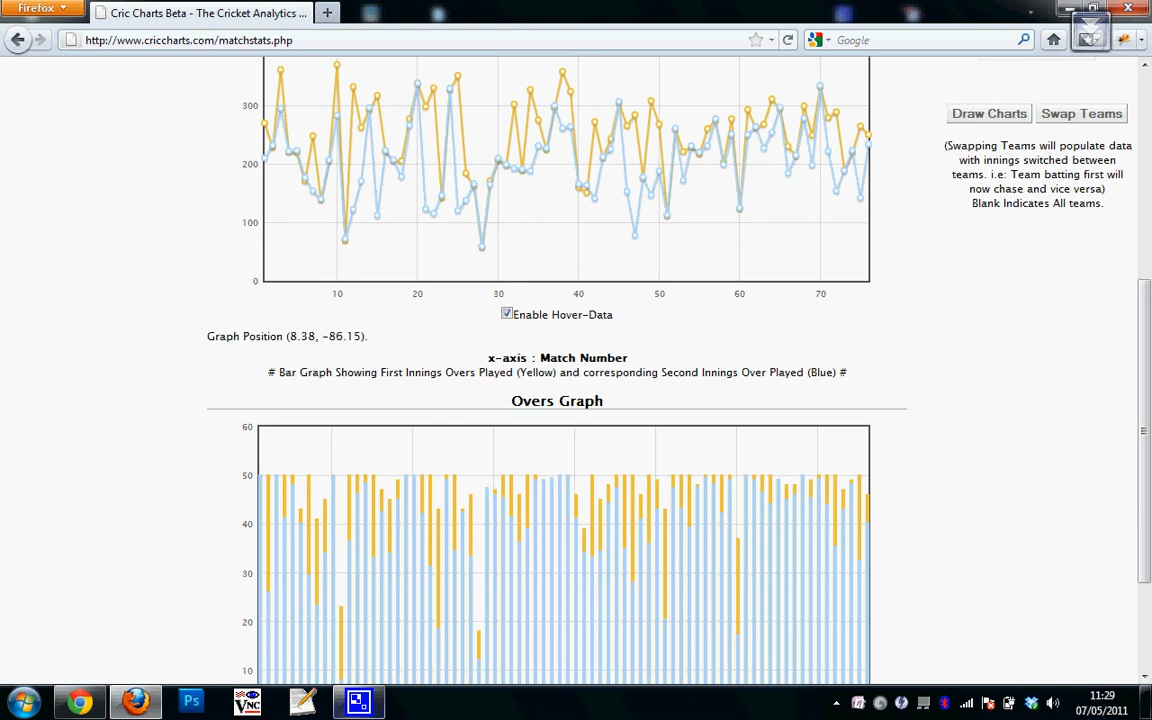 Firefox
Cric Charts Beta - The Cricket Analytics ...
http://www.criccharts.com/matchstats.php
Google
300
200
100
0
10 20 30 40 50 60 70
Enable Hover-Data
Graph Position (8.38, -86.15).
x-axis : Match Number
# Bar Graph Showing First Innings Overs Played (Yellow) and corresponding Second Innings Over Played (Blue) #
Overs Graph
60
50
40
30
20
10
Draw Charts Swap Teams
(Swapping Teams will populate data
with innings switched between
teams. i.e: Team batting first will
now chase and vice versa)
Blank Indicates All teams.
Ps
VNC
11:29
07/05/2011